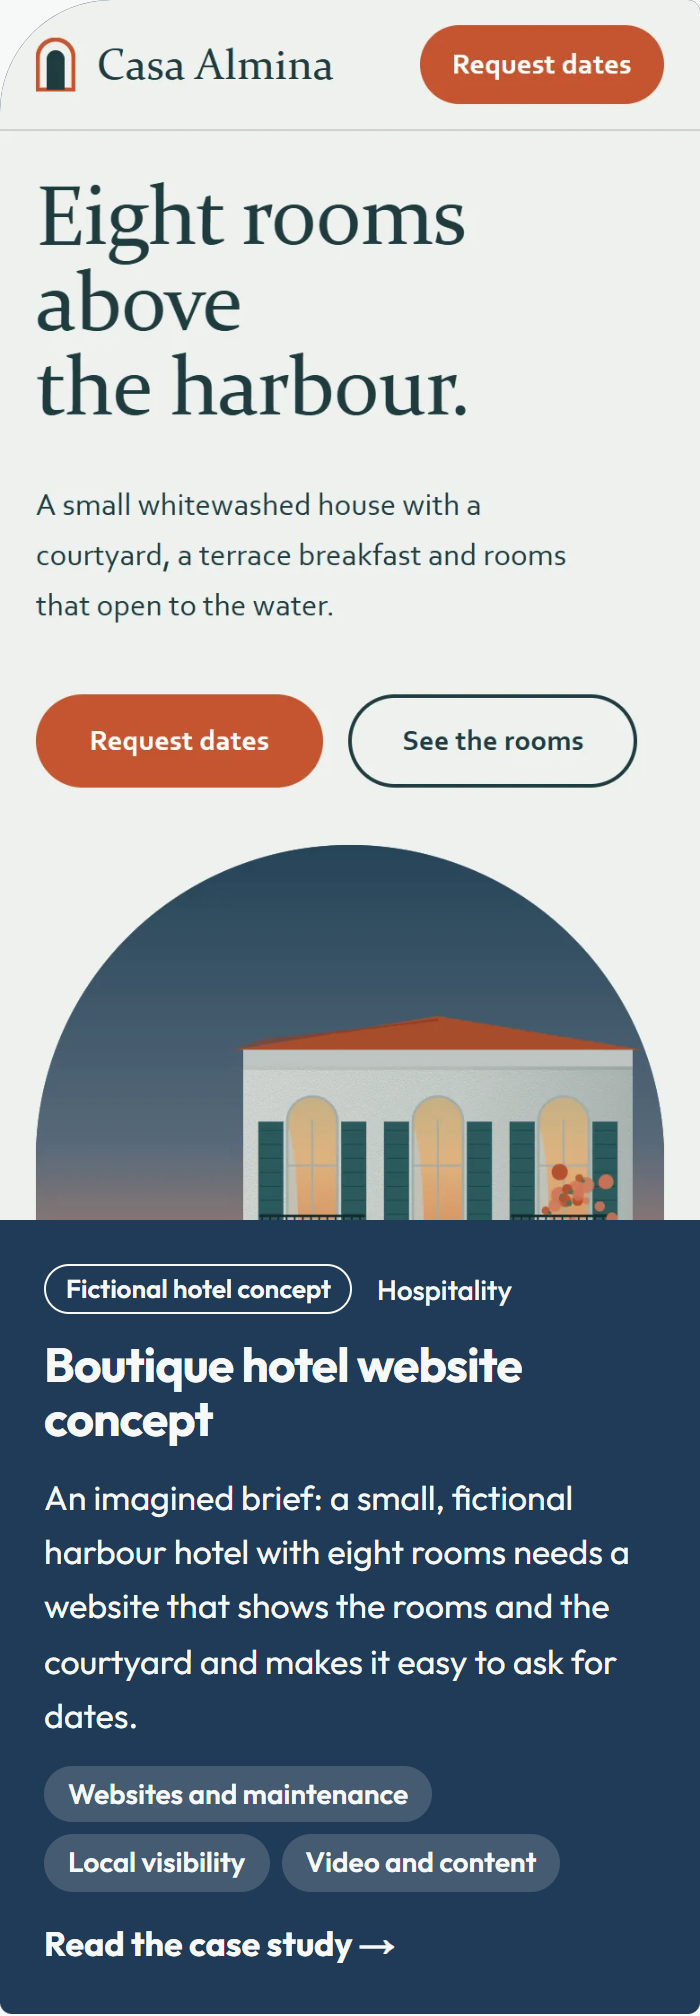 Casa Almina
Request dates
Eight rooms
above
the harbour.
A small whitewashed house with a
courtyard, a terrace breakfast and rooms
that open to the water.
Request dates
See the rooms
Fictional hotel concept
Hospitality
Boutique hotel website
concept
An imagined brief: a small, fictional
harbour hotel with eight rooms needs a
website that shows the rooms and the
courtyard and makes it easy to ask for
dates.
Websites and maintenance
Local visibility
Video and content
Read the case study →